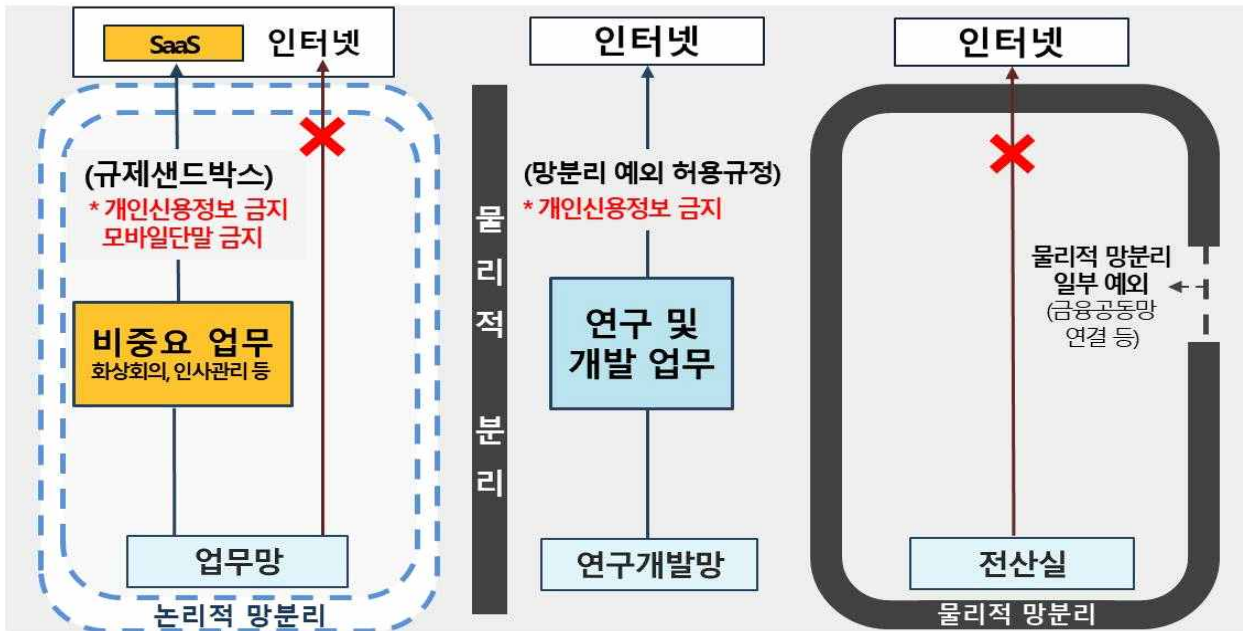 SaaS 인터넷
(규제샌드박스)
* 개인신용정보 금지
모바일단말 금지
비중요 업무
화상회의, 인사관리 등
업무망
논리적 망분리
물리적 분리
인터넷
(망분리 예외 허용규정)
* 개인신용정보 금지
연구 및
개발 업무
연구개발망
인터넷
물리적 망분리
일부 예외
(금융공동망
연결 등)
전산실
물리적 망분리